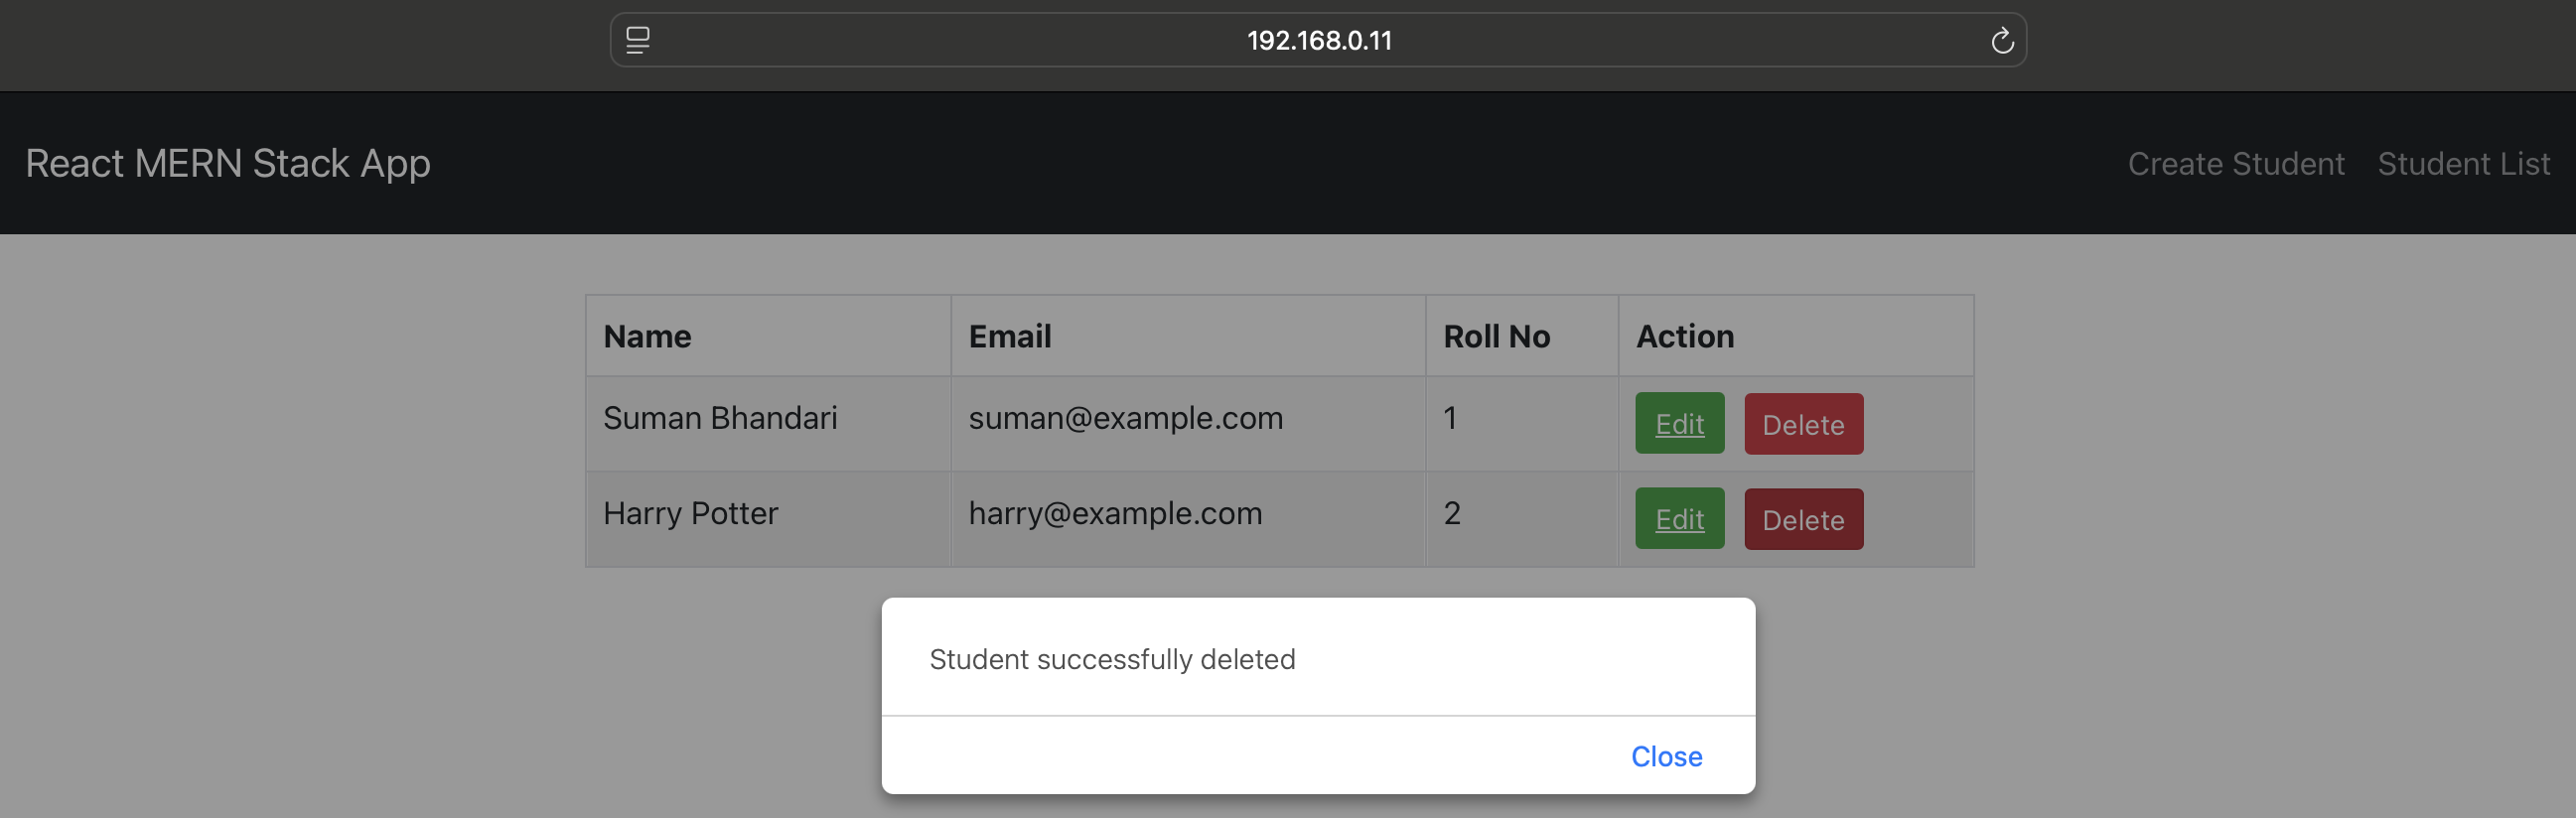 192.168.0.11
React MERN Stack App Create Student Student List
Name Email Roll No Action
Suman Bhandari suman@example.com 1 Edit Delete
Harry Potter harry@example.com 2 Edit Delete
Student successfully deleted
Close